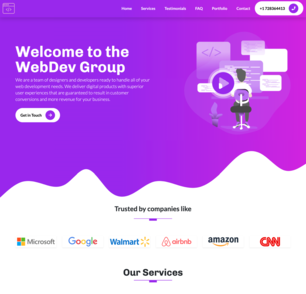 Home Services Testimonials FAQ Portfolio Contact +1 728364413
Welcome to the
WebDev Group
We are a team of designers and developers ready to handle all of your
web development needs. We deliver digital products with superior
user experiences that are guaranteed to result in customer
conversions and more revenue for your business.
Get In Touch
Trusted by companies like
Microsoft Google Walmart airbnb amazon CNN
Our Services